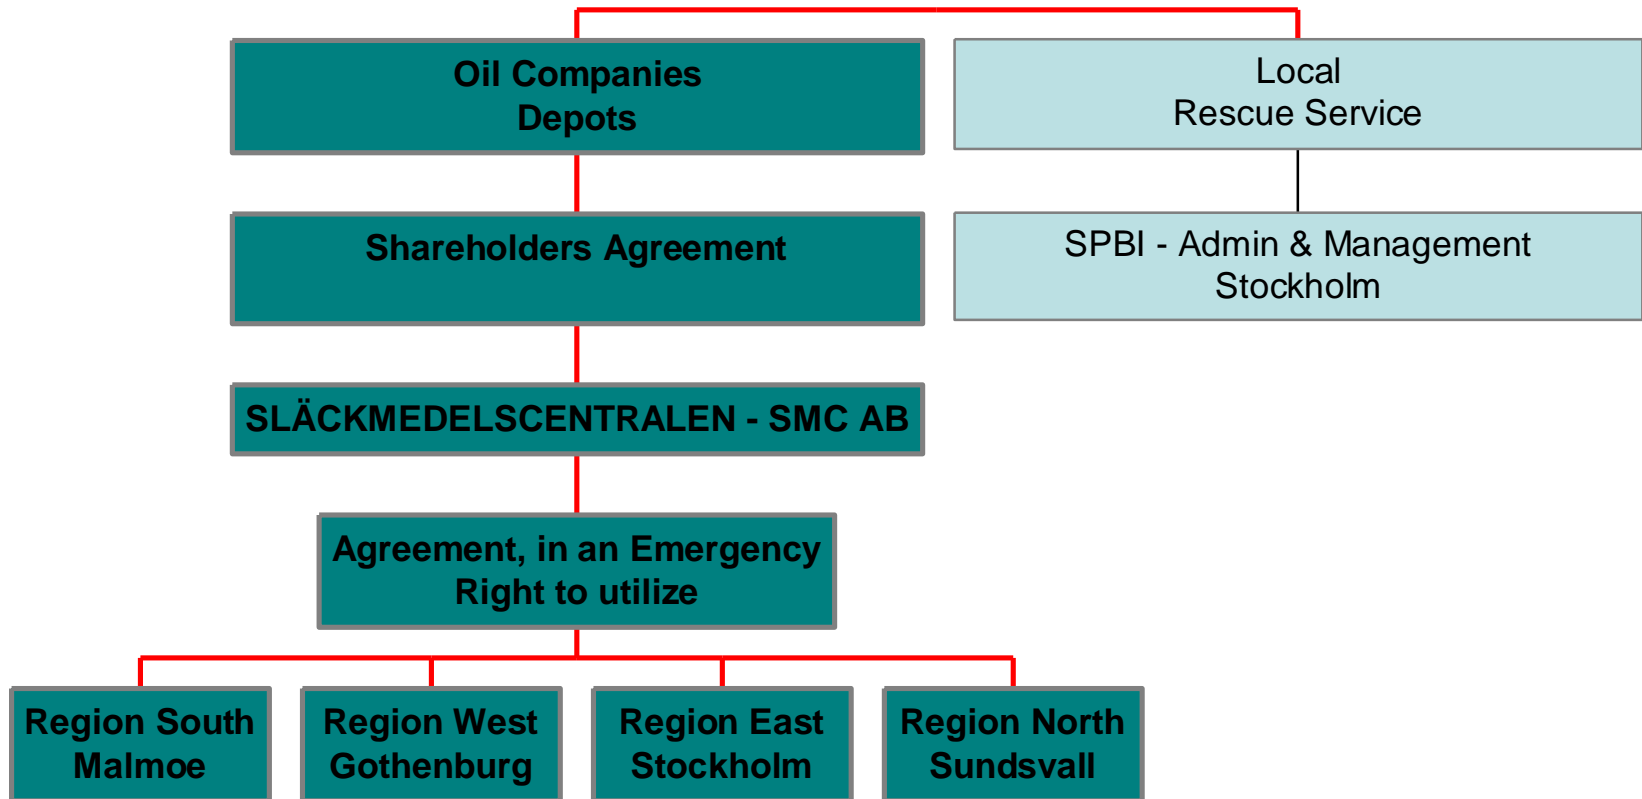 Oil Companies
Depots
Local
Rescue Service
Shareholders Agreement
SPBI - Admin & Management
Stockholm
SLÄCKMEDELSCENTRALEN - SMC AB
Agreement, in an Emergency
Right to utilize
Region South
Malmoe
Region West
Gothenburg
Region East
Stockholm
Region North
Sundsvall